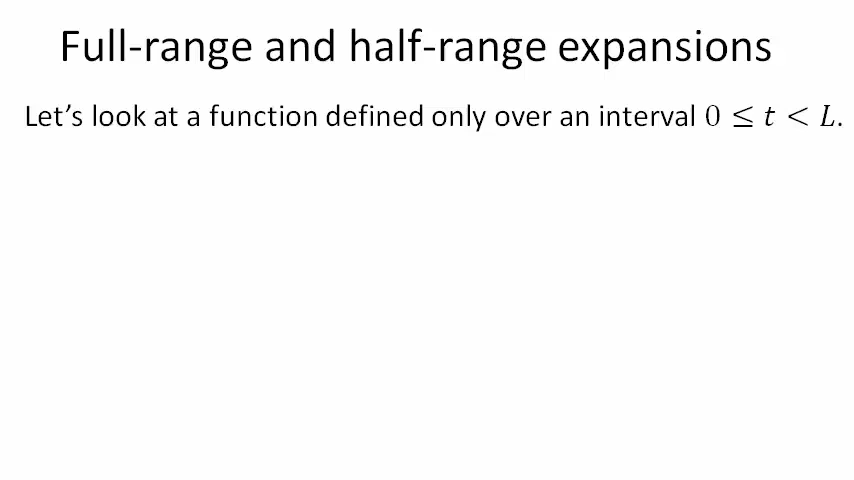 Full-range and half-range expansions
Let’s look at a function defined only over an interval 0 ≤ t < L.